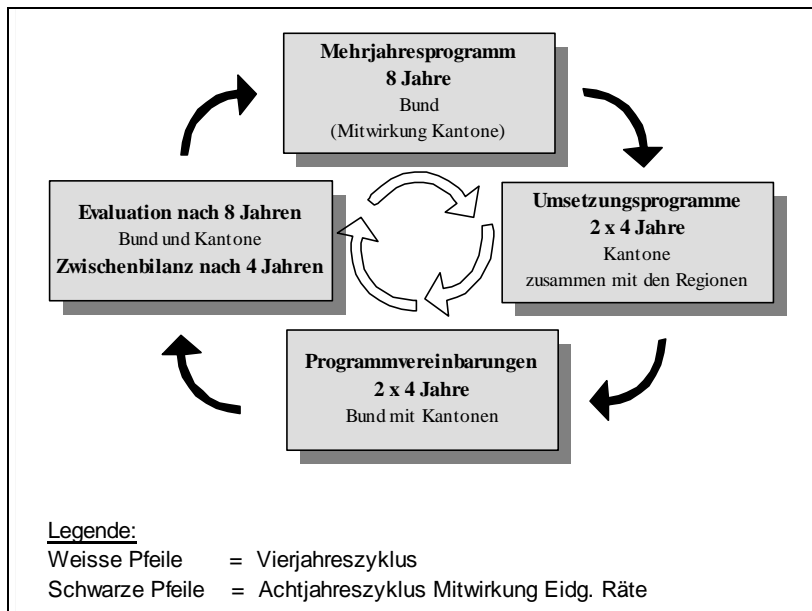 Mehrjahresprogramm
8 Jahre
Bund
(Mitwirkung Kantone)
Evaluation nach 8 Jahren
Bund und Kantone
Zwischenbilanz nach 4 Jahren
Umsetzungsprogramme
2 x 4 Jahre
Kantone
zusammen mit den Regionen
Programmvereinbarungen
2 x 4 Jahre
Bund mit Kantonen
Legende:
Weisse Pfeile = Vierjahreszyklus
Schwarze Pfeile = Achtjahreszyklus Mitwirkung Eidg. Räte